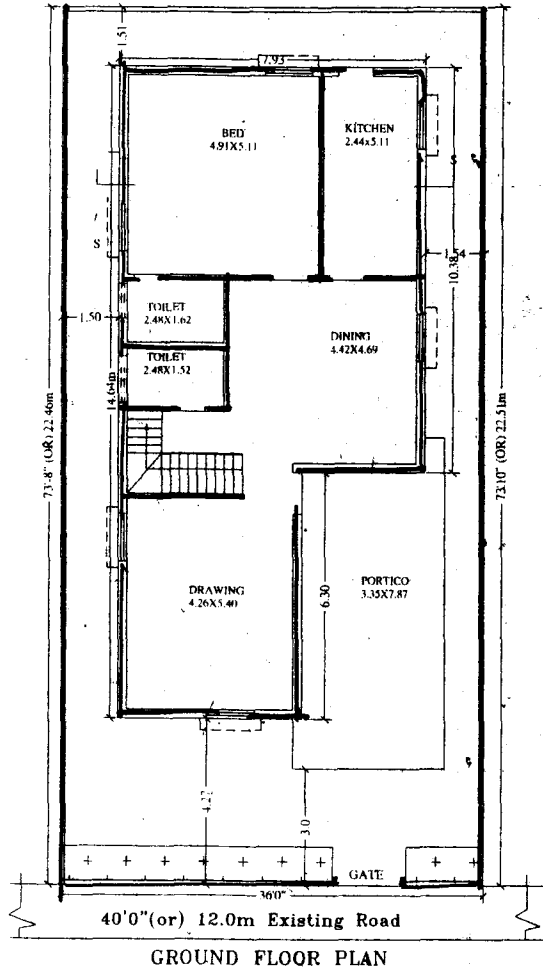 1.51
7.93
BED
4.91X5.11
KITCHEN
2.44x5.11
S
/
S
1.54
10.38
TOILET
2.48X1.62
1.50
DINING
4.42X4.69
TOILET
2.48X1.52
14.64m
73'-8" (OR) 22.46m
73'10" (OR) 22.51m
DRAWING
4.26X5.40
6.30
PORTICO
3.35X7.87
4.27
3.0
GATE
36'0"
40'0"(or) 12.0m Existing Road
GROUND FLOOR PLAN